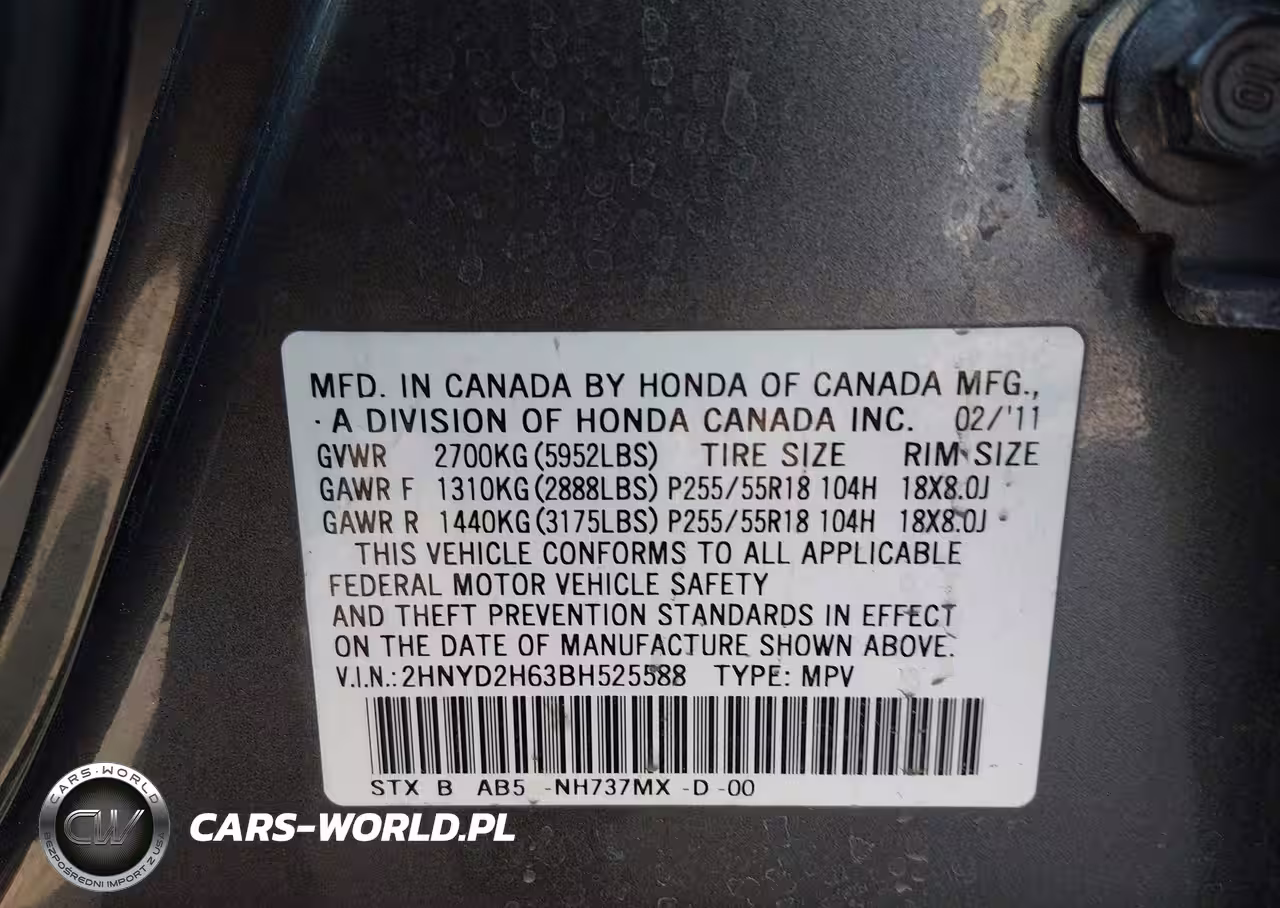 MFD. IN CANADA BY HONDA OF CANADA MFG.,
· A DIVISION OF HONDA CANADA INC. 02/'11
GVWR 2700KG (5952LBS) TIRE SIZE RIM SIZE
GAWR F 1310KG (2888LBS) P255/55R18 104H 18X8.0J
GAWR R 1440KG (3175LBS) P255/55R18 104H 18X8.0J
THIS VEHICLE CONFORMS TO ALL APPLICABLE
FEDERAL MOTOR VEHICLE SAFETY
AND THEFT PREVENTION STANDARDS IN EFFECT
ON THE DATE OF MANUFACTURE SHOWN ABOVE.
V.I.N.: 2HNYD2H63BH525588 TYPE: MPV
STX B AB5 -NH737MX -D -00
CARS-WORLD
CW
BEZPOŚREDNI IMPORT Z USA
CARS-WORLD.PL